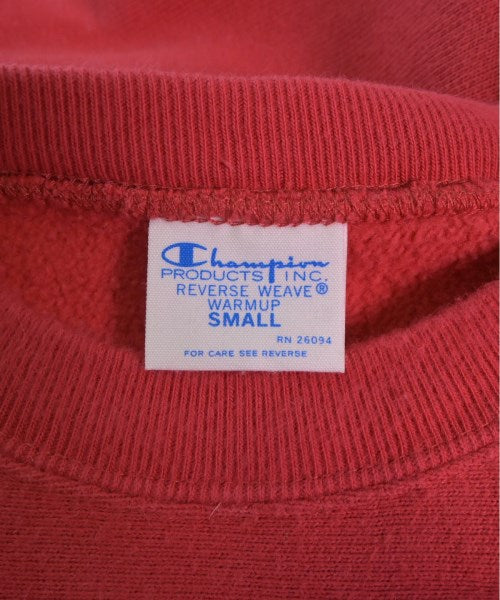 Champion
PRODUCTS INC.
REVERSE WEAVE®
WARMUP
SMALL
RN 26094
FOR CARE SEE REVERSE